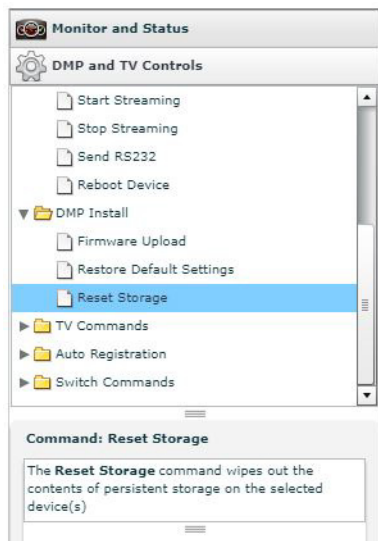 Monitor and Status
DMP and TV Controls
Start Streaming
Stop Streaming
Send RS232
Reboot Device
DMP Install
Firmware Upload
Restore Default Settings
Reset Storage
TV Commands
Auto Registration
Switch Commands
Command: Reset Storage
The Reset Storage command wipes out the
contents of persistent storage on the selected
device(s)